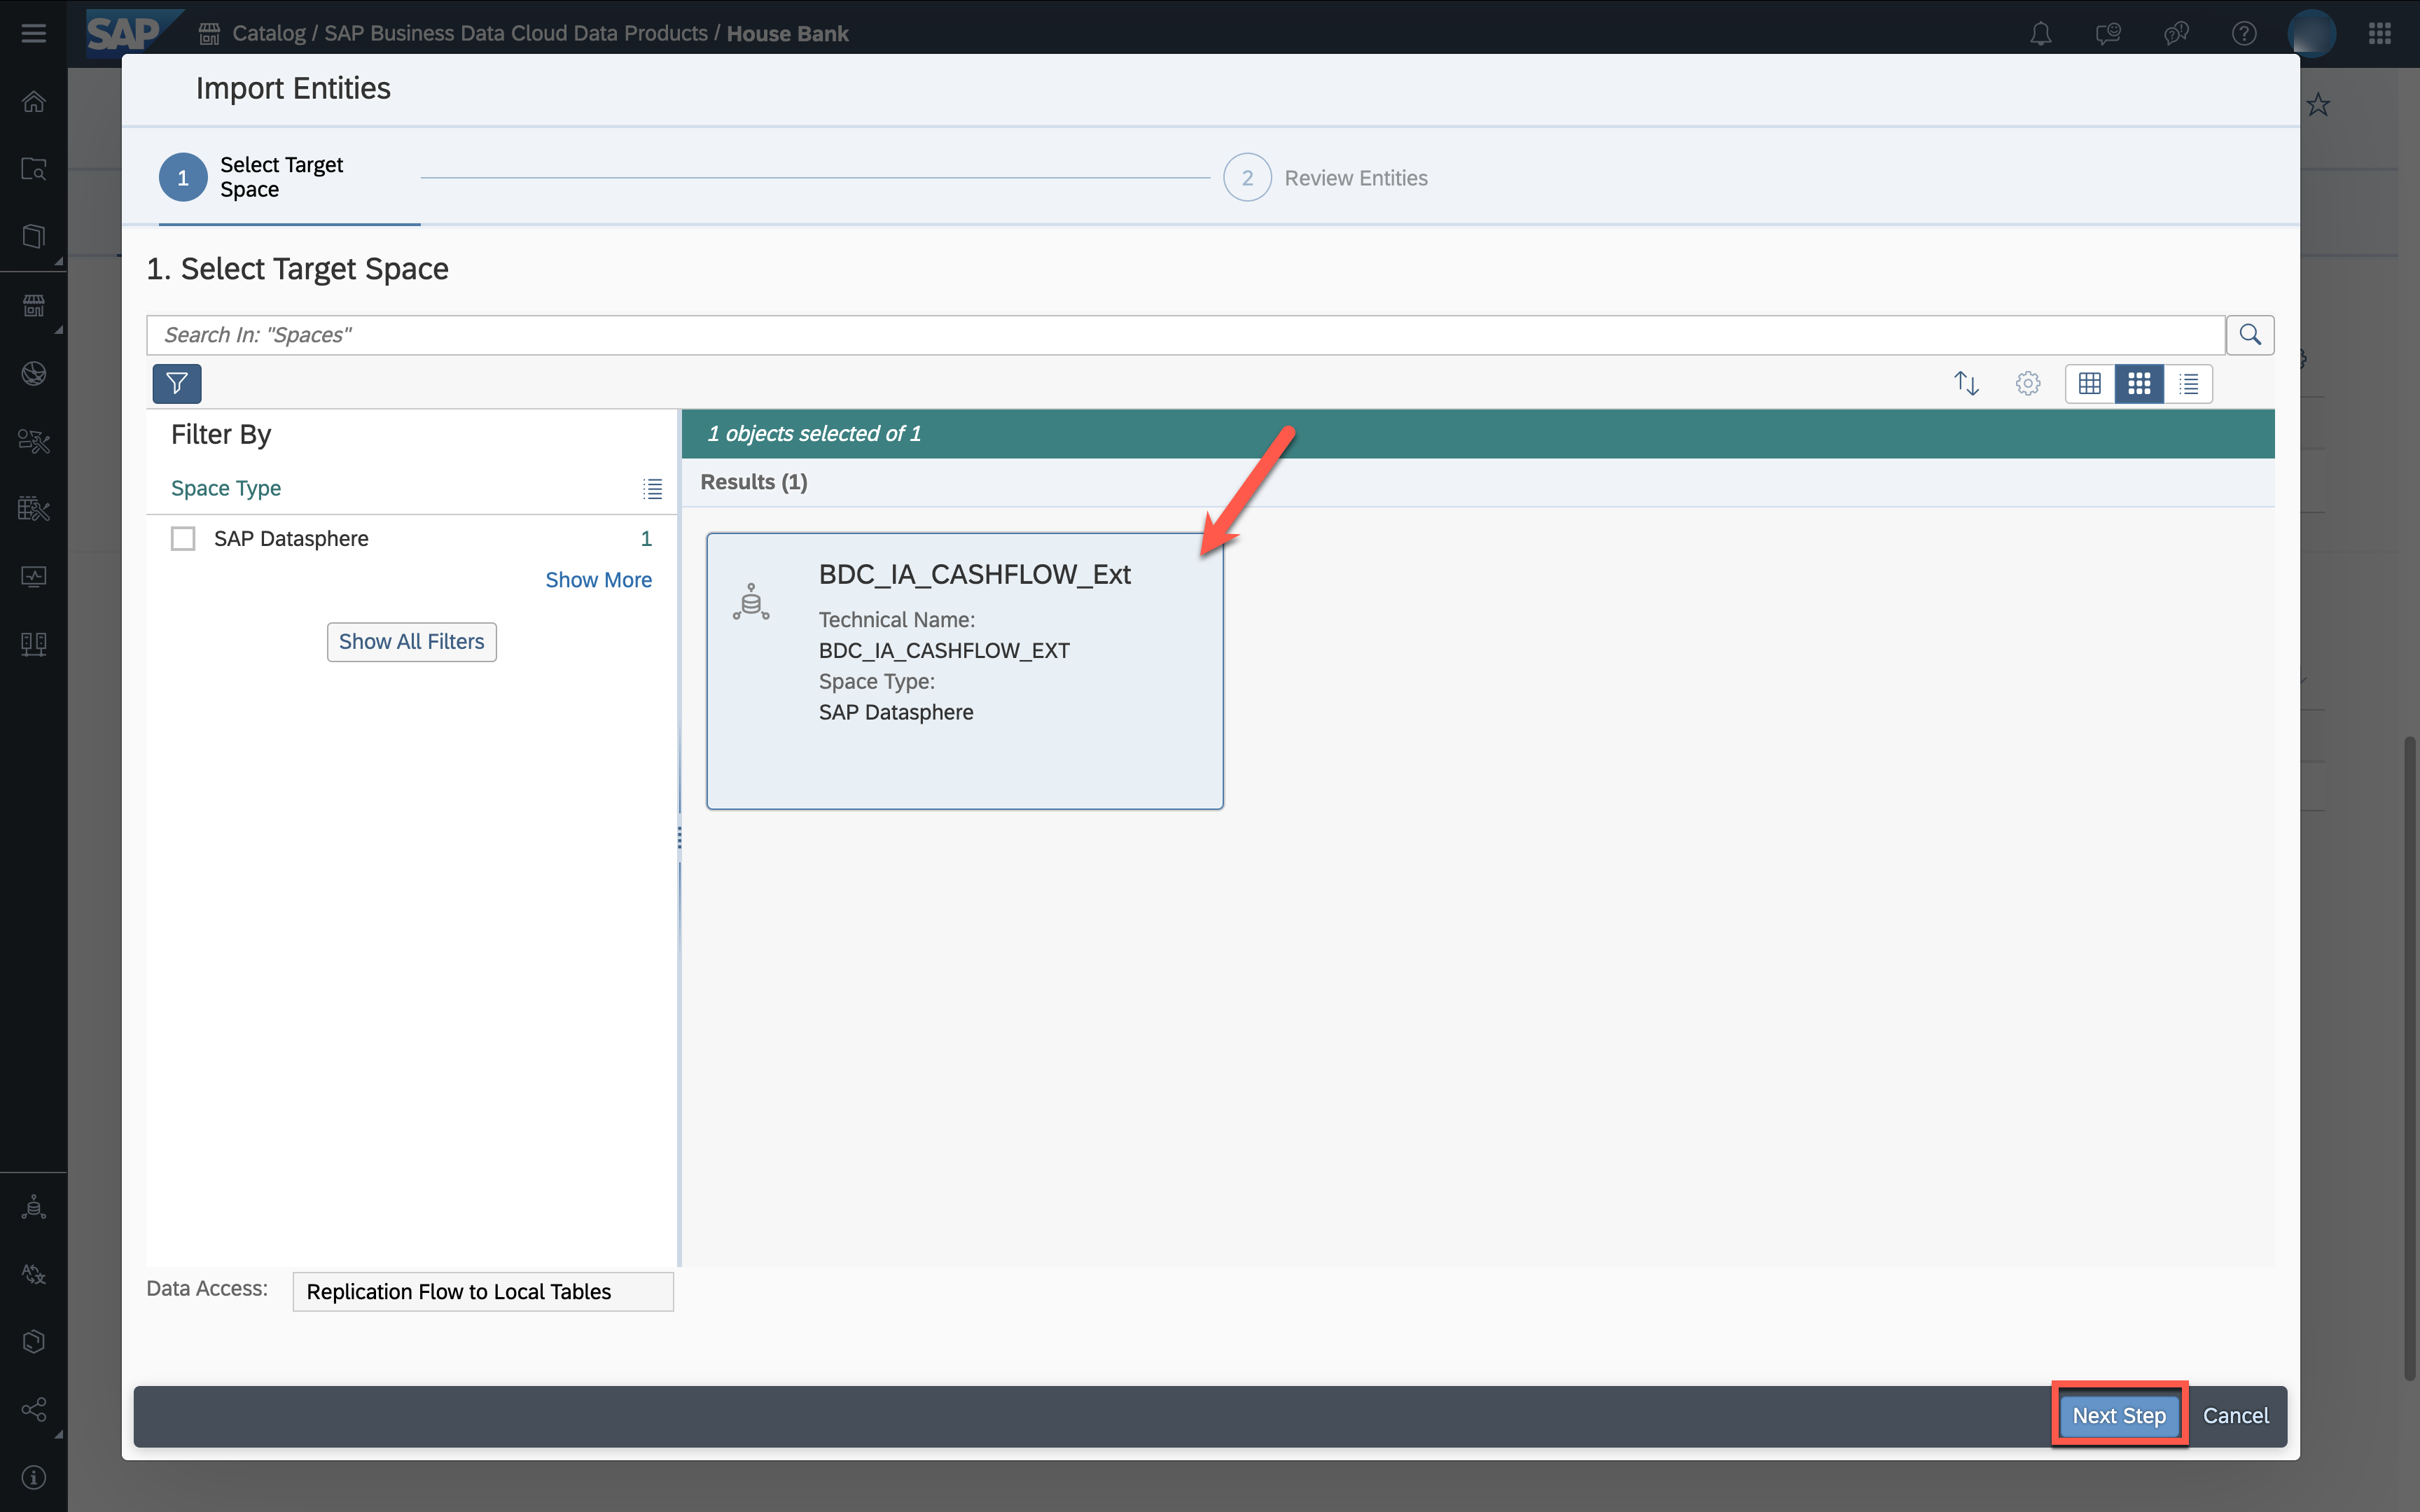 SAP
Catalog / SAP Business Data Cloud Data Products / House Bank
Import Entities
1
Select Target
Space
2
Review Entities
1. Select Target Space
Search In: "Spaces"
Filter By
Space Type
SAP Datasphere
1
Show More
Show All Filters
1 objects selected of 1
Results (1)
BDC_IA_CASHFLOW_Ext
Technical Name:
BDC_IA_CASHFLOW_EXT
Space Type:
SAP Datasphere
Data Access:
Replication Flow to Local Tables
Next Step
Cancel